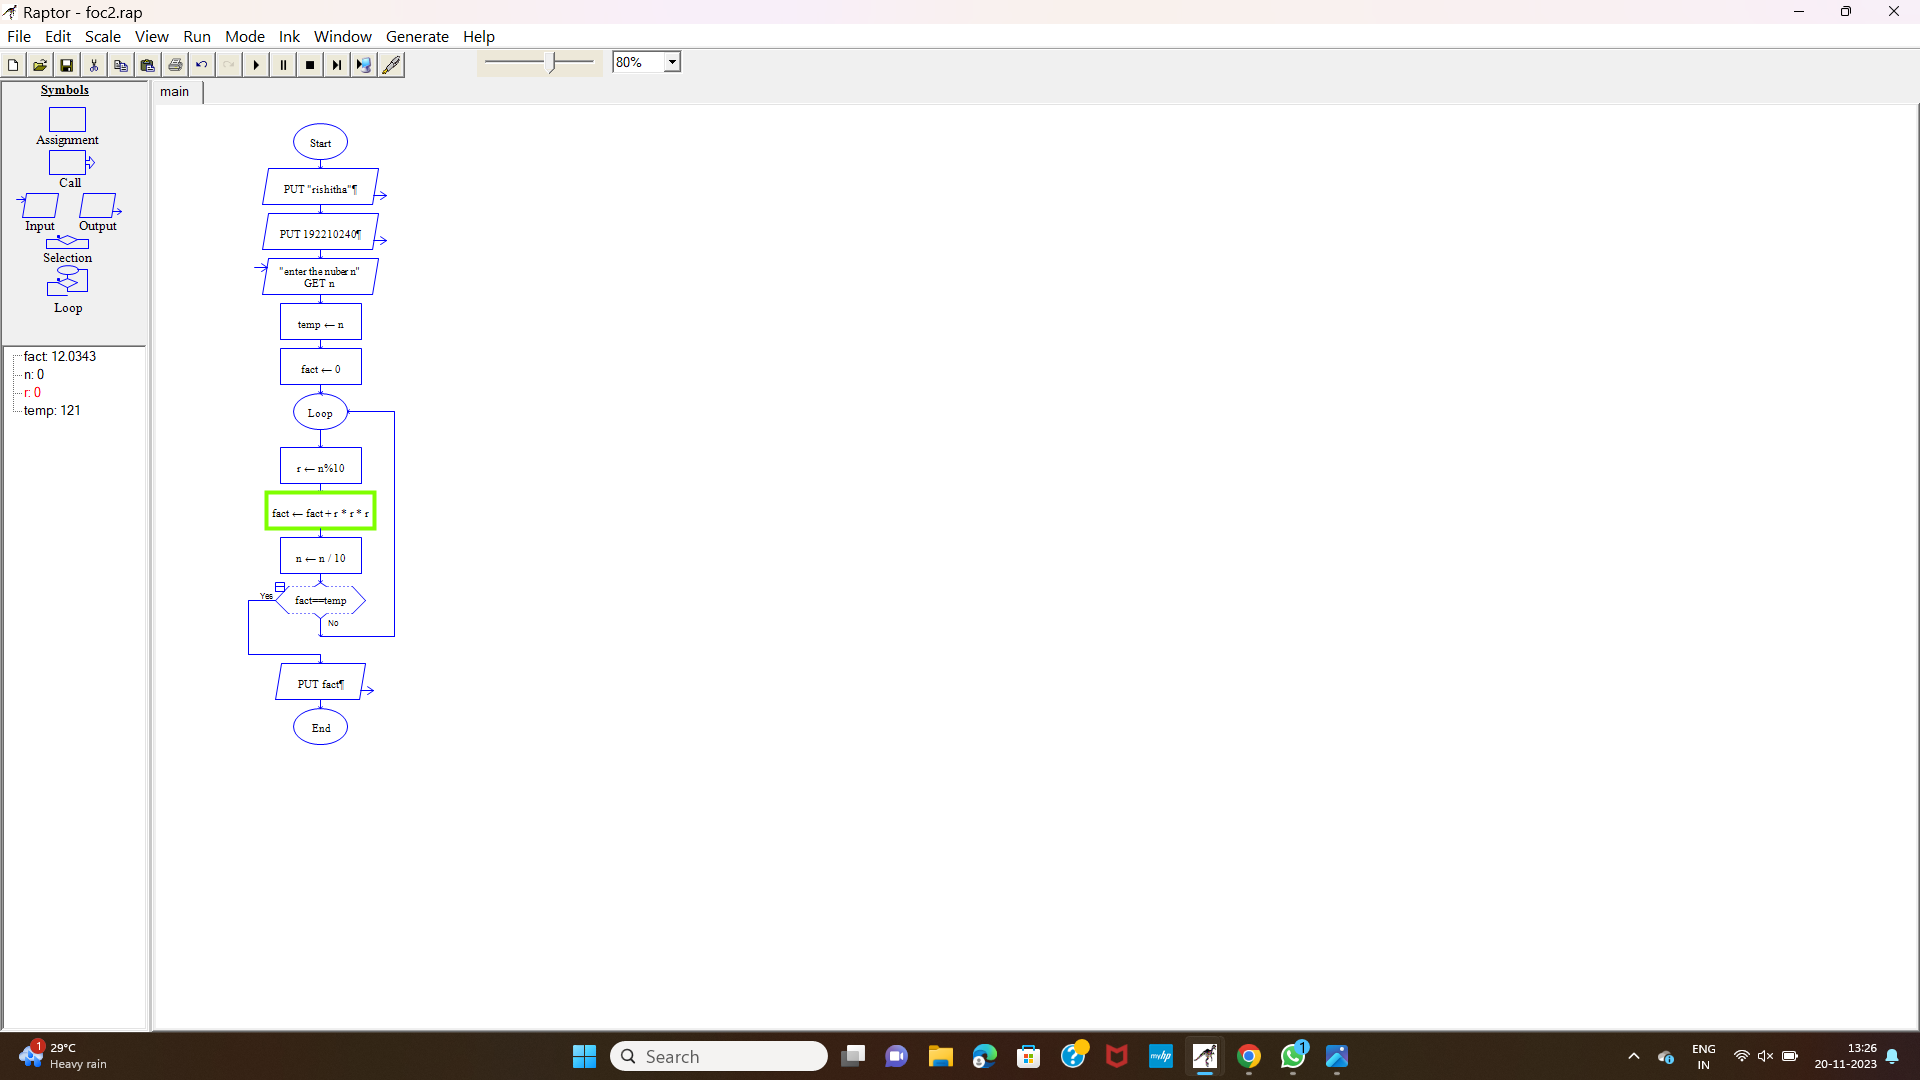 Raptor - foc2.rap
File Edit Scale View Run Mode Ink Window Generate Help
80%
Symbols
Assignment
Call
Input Output
Selection
Loop
fact: 12.0343
n: 0
r: 0
temp: 121
main
Start
PUT "rishitha"¶
PUT 192210240¶
"enter the nuber n"
GET n
temp ← n
fact ← 0
Loop
r ← n%10
fact ← fact + r * r * r
n ← n / 10
Yes
fact==temp
No
PUT fact¶
End
1
29°C
Heavy rain
Search
?
myhp
1
ENG
IN
13:26
20-11-2023